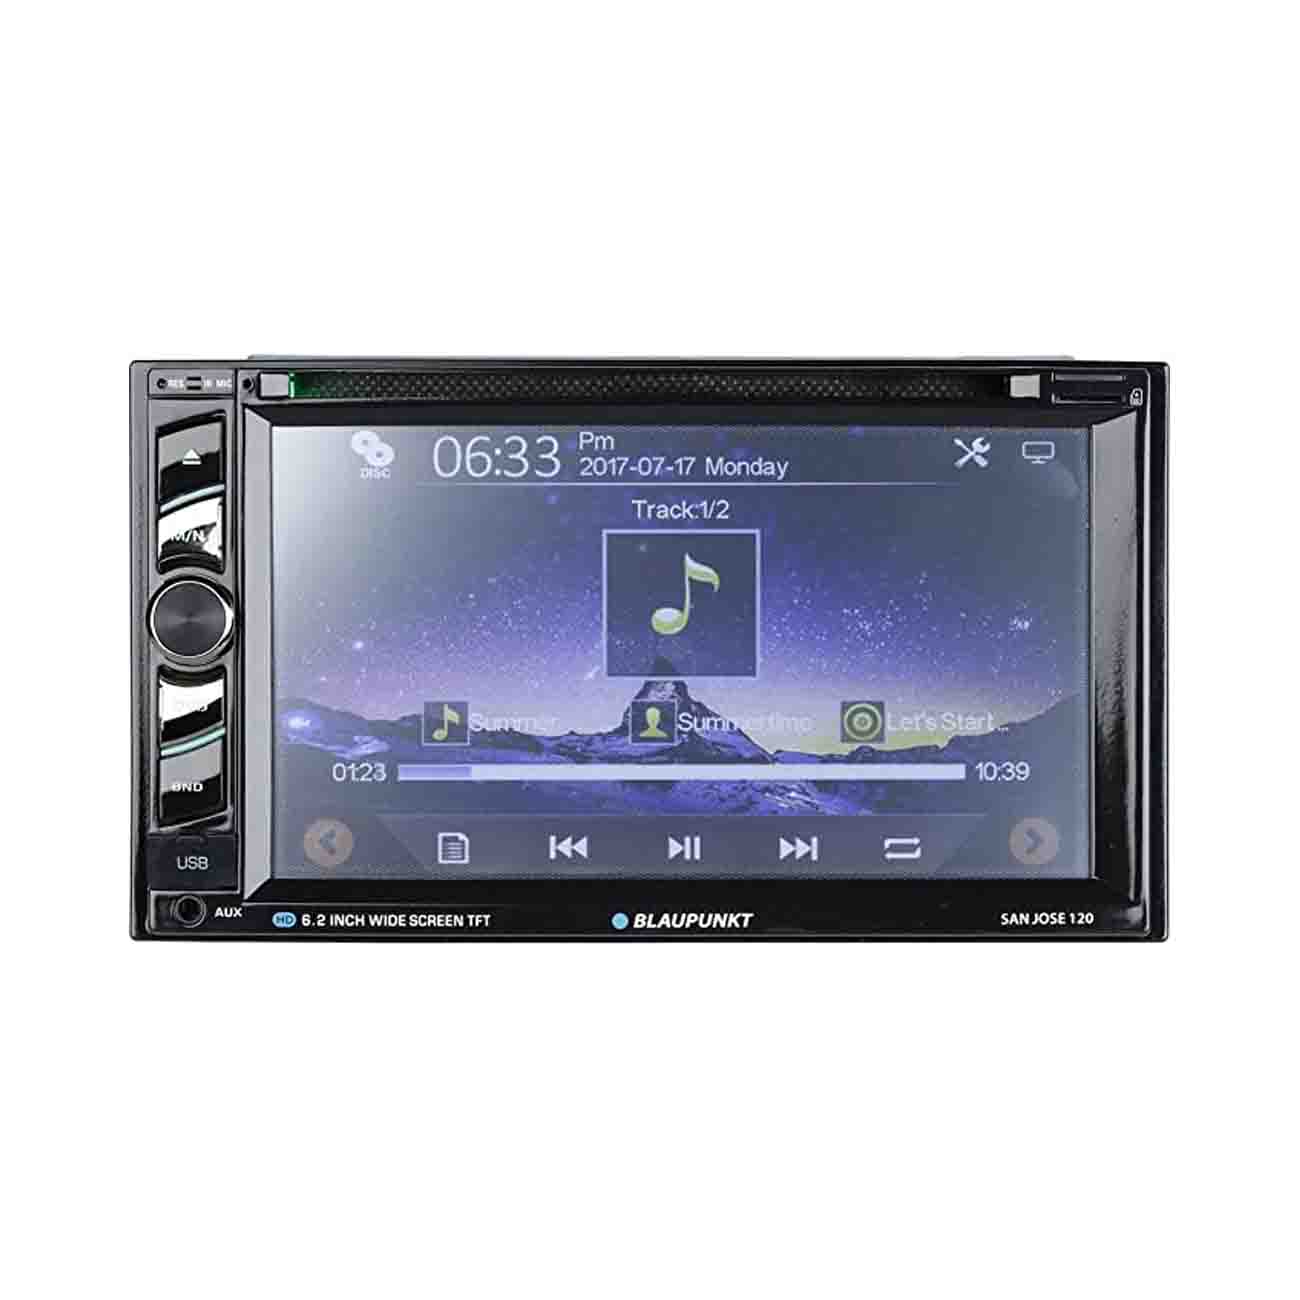 RES IR MIC
DISC
06:33 Pm
2017-07-17 Monday
Track:1/2
M/N
Summer
Summertime
Let's Start...
01:23
10:39
BND
USB
AUX
HD 6.2 INCH WIDE SCREEN TFT
BLAUPUNKT
SAN JOSE 120